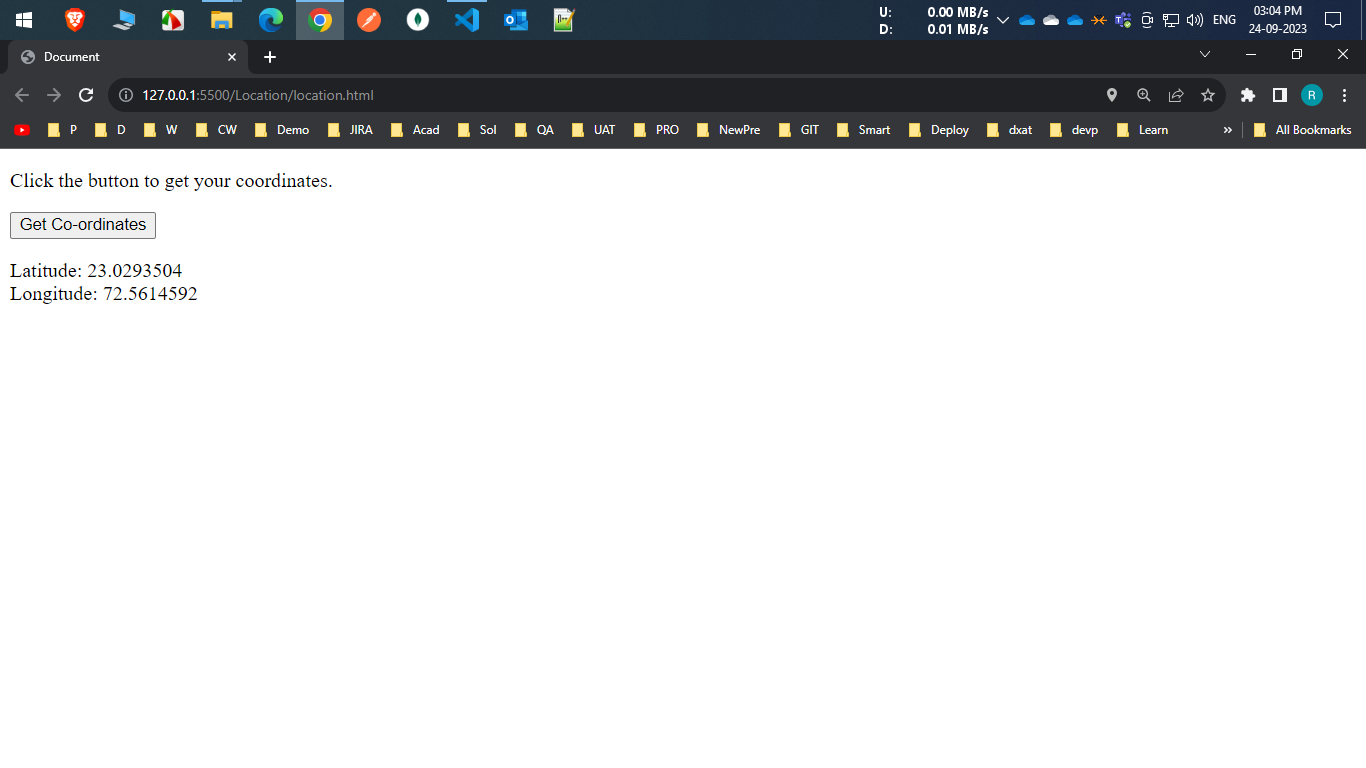 U: 0.00 MB/s
D: 0.01 MB/s
ENG
03:04 PM
24-09-2023
Document
127.0.0.1:5500/Location/location.html
R
P D W CW Demo JIRA Acad Sol QA UAT PRO NewPre GIT Smart Deploy dxat devp Learn » All Bookmarks
Click the button to get your coordinates.
Get Co-ordinates
Latitude: 23.0293504
Longitude: 72.5614592